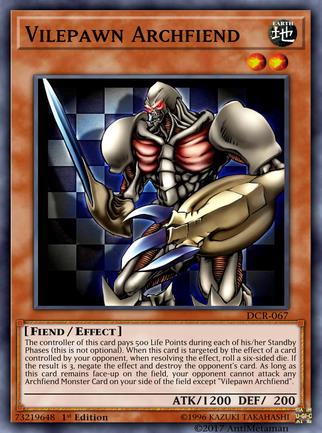 VILEPAWN ARCHFIEND
EARTH
地
DCR-067
[FIEND / EFFECT]
The controller of this card pays 500 Life Points during each of his/her Standby
Phases (this is not optional). When this card is targeted by the effect of a card
controlled by your opponent, when resolving the effect, roll a six-sided die. If
the result is 3, negate the effect and destroy the opponent's card. As long as
this card remains face-up on the field, your opponent cannot attack any
Archfiend Monster Card on your side of the field except "Vilepawn Archfiend".
ATK/1200 DEF/ 200
73219648 1st Edition ©1996 KAZUKI TAKAHASHI
©2017 AntiMetaman